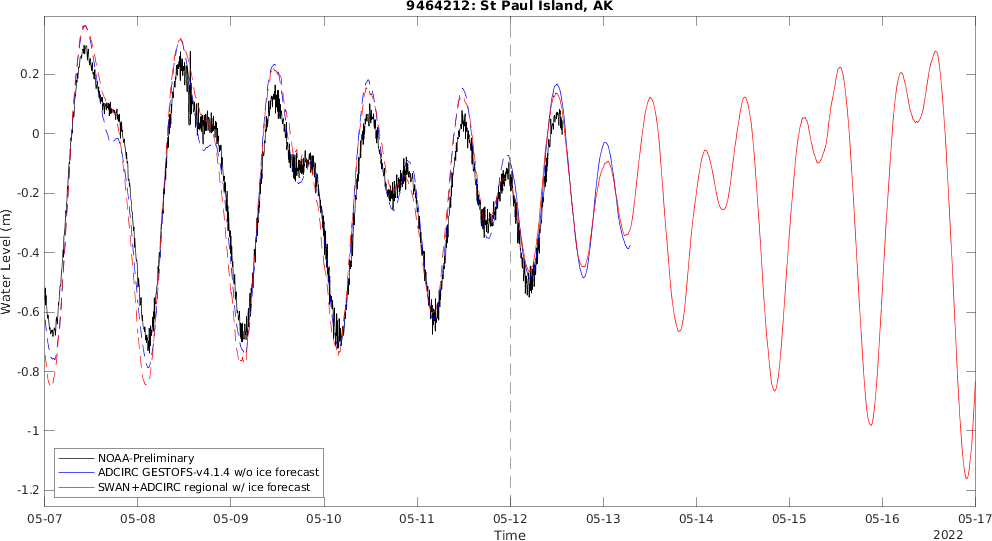 9464212: St Paul Island, AK
0.2
0
-0.2
-0.4
-0.6
-0.8
-1
-1.2
Water Level (m)
NOAA-Preliminary
ADCIRC GESTOFS-v4.1.4 w/o ice forecast
SWAN+ADCIRC regional w/ ice forecast
05-07 05-08 05-09 05-10 05-11 05-12 05-13 05-14 05-15 05-16 05-17
Time
2022